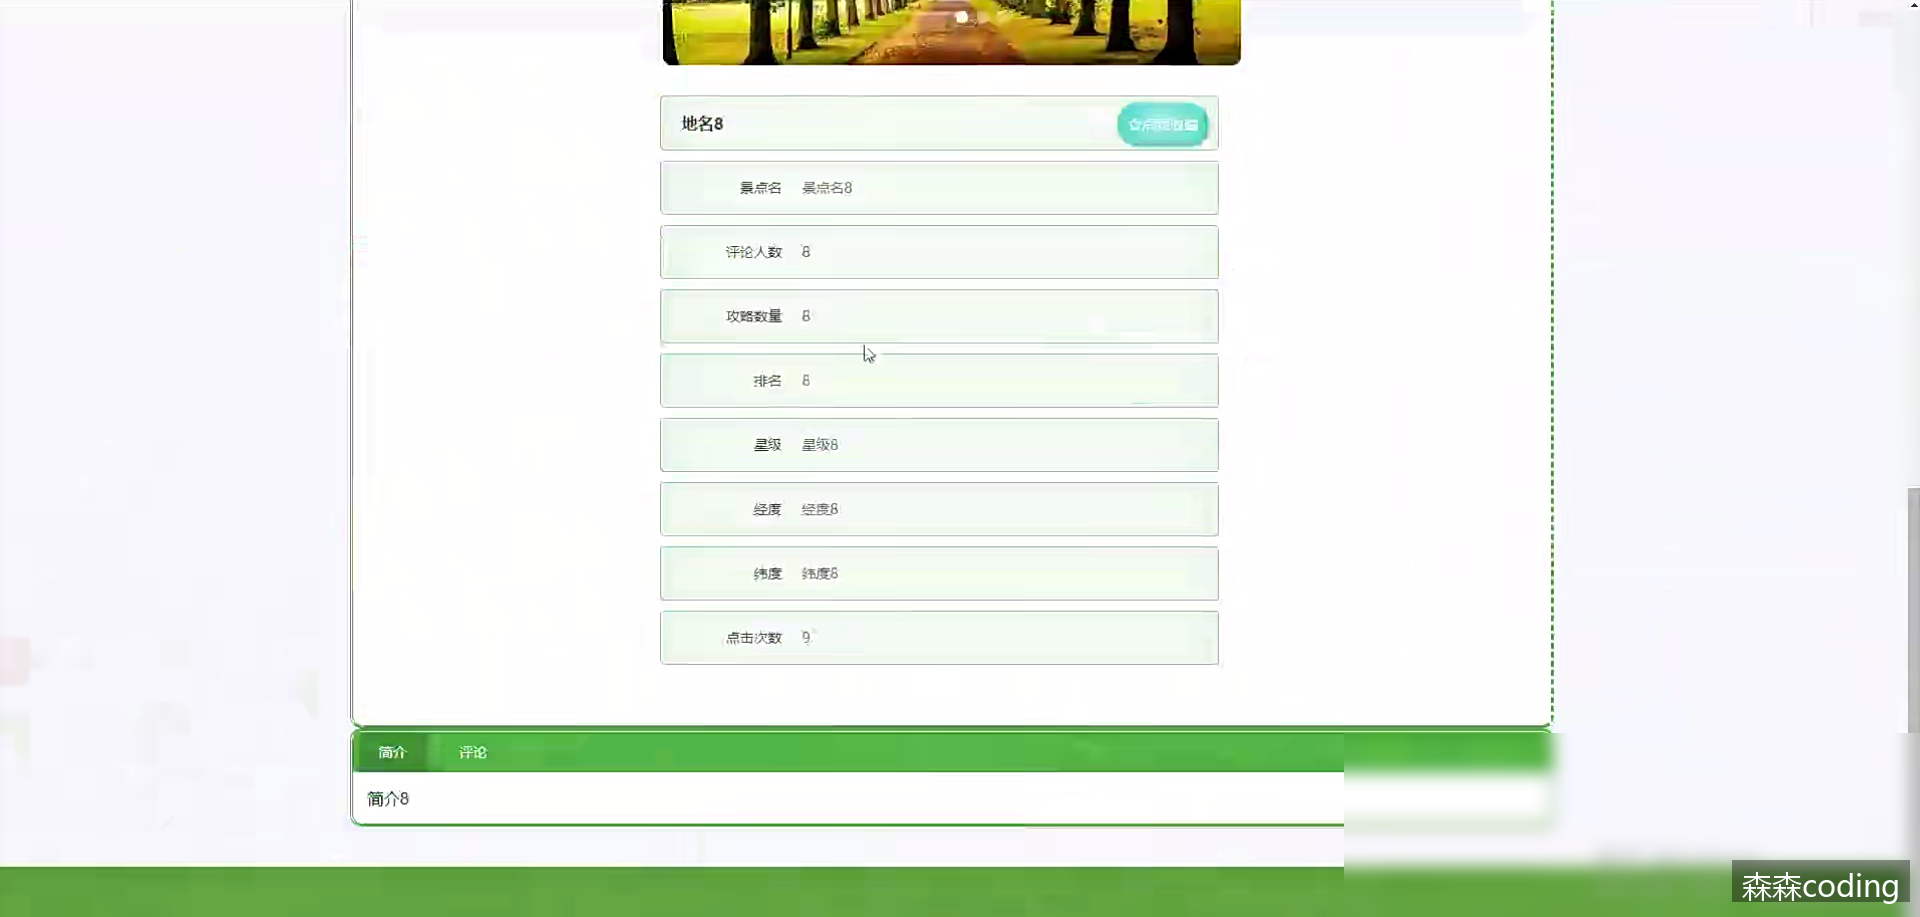 地名8
景点名 景点名8
评论人数 8
攻略数量 8
排名 8
星级 星级8
经度 经度8
纬度 纬度8
点击次数 9
简介 评论
简介8
森森coding